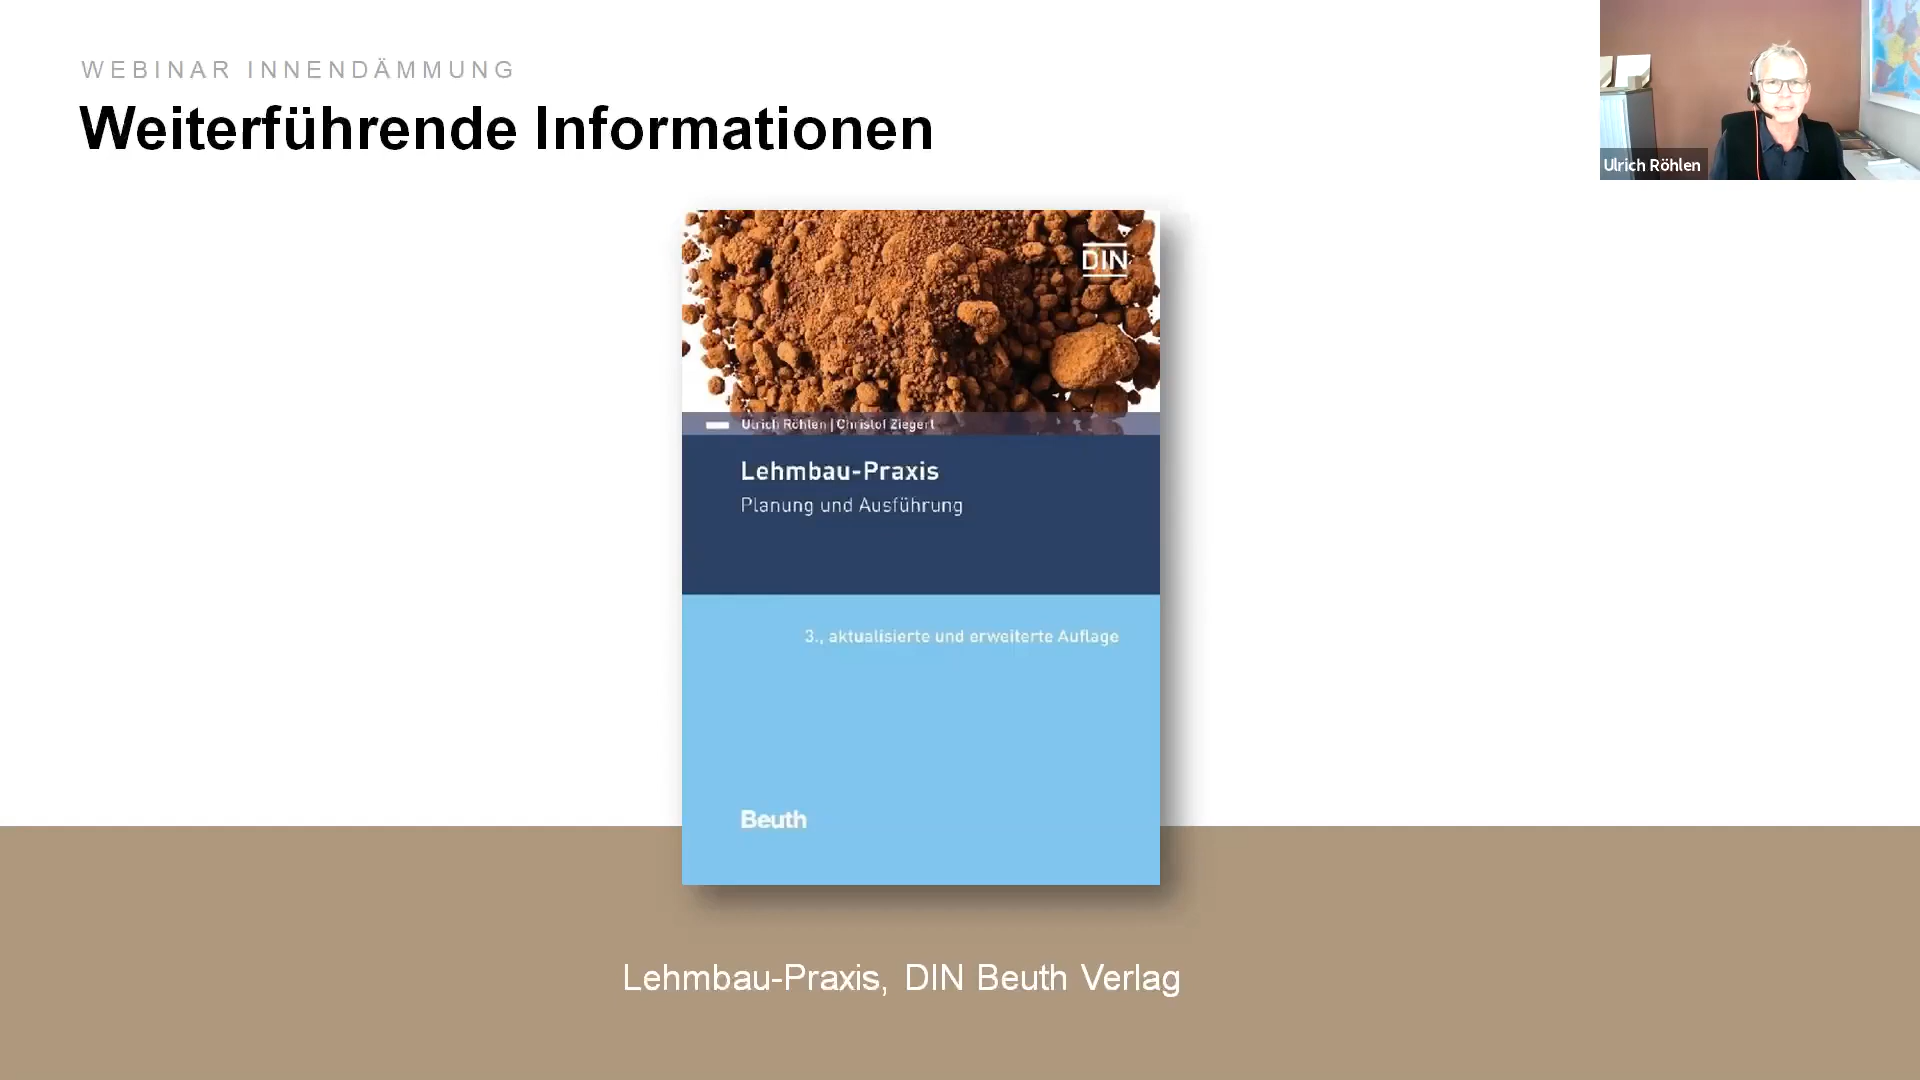 WEBINAR INNENDÄMMUNG
Weiterführende Informationen
Ulrich Röhlen
DIN
Ulrich Röhlen | Christof Ziegert
Lehmbau-Praxis
Planung und Ausführung
3., aktualisierte und erweiterte Auflage
Beuth
Lehmbau-Praxis, DIN Beuth Verlag